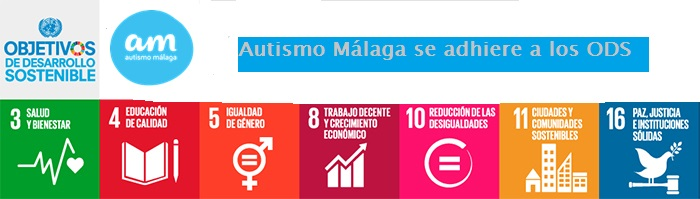 OBJETIVOS
DE DESARROLLO
SOSTENIBLE
am
autismo málaga
Autismo Málaga se adhiere a los ODS
3 SALUD
Y BIENESTAR
4 EDUCACIÓN
DE CALIDAD
5 IGUALDAD
DE GÉNERO
8 TRABAJO DECENTE
Y CRECIMIENTO
ECONÓMICO
10 REDUCCIÓN DE LAS
DESIGUALDADES
11 CIUDADES Y
COMUNIDADES
SOSTENIBLES
16 PAZ, JUSTICIA
E INSTITUCIONES
SÓLIDAS